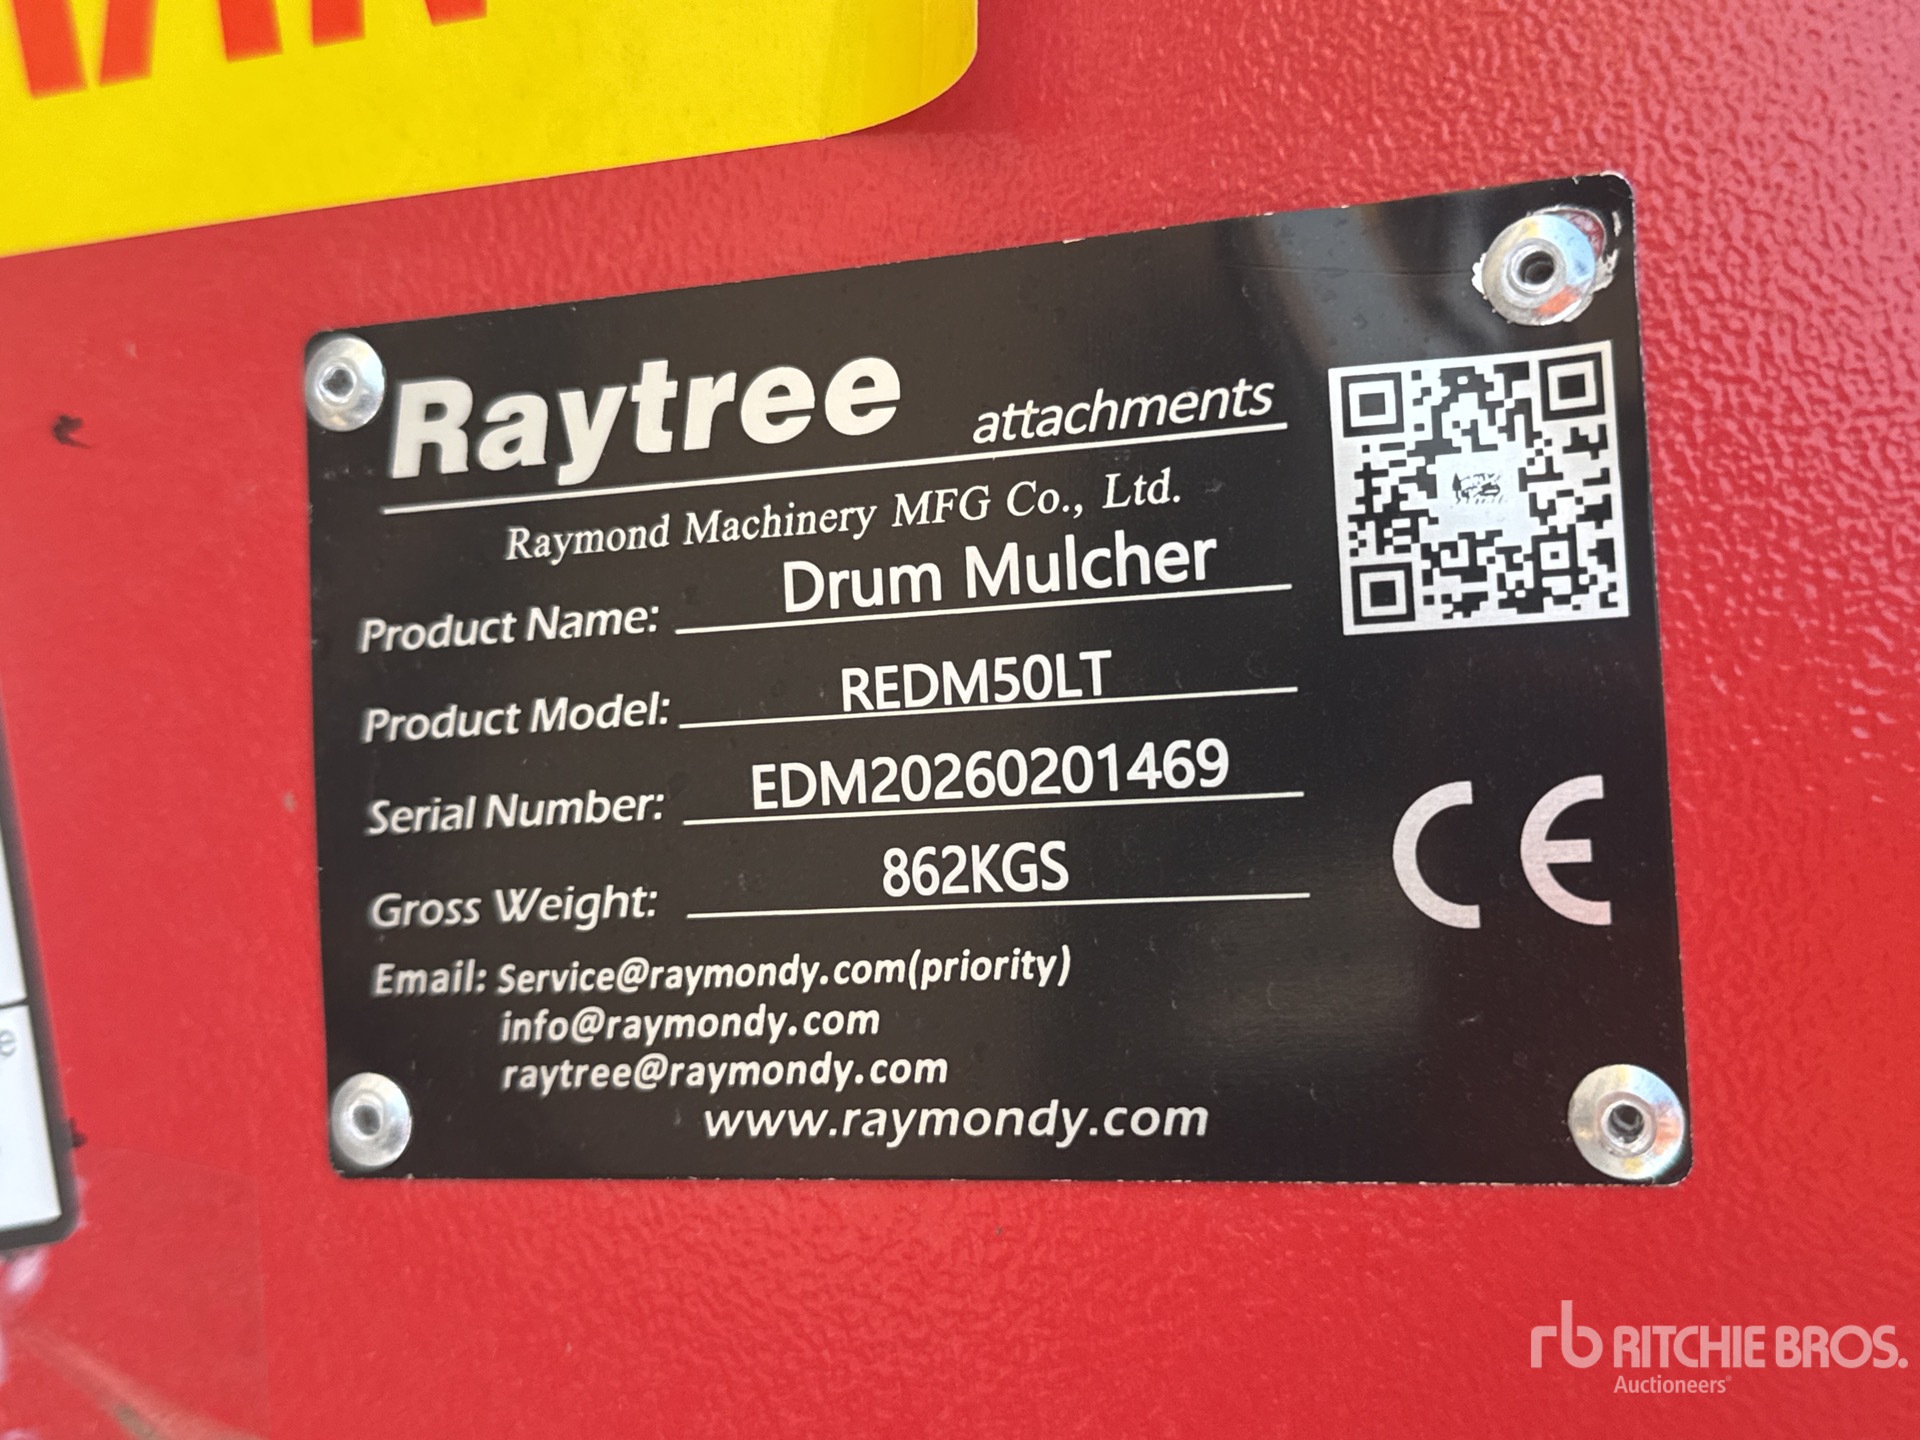 Raytree attachments
Raymond Machinery MFG Co., Ltd.
Product Name: Drum Mulcher
Product Model: REDM50LT
Serial Number: EDM20260201469
Gross Weight: 862KGS
CE
Email: Service@raymondy.com(priority)
info@raymondy.com
raytree@raymondy.com
www.raymondy.com
rb RITCHIE BROS.
Auctioneers